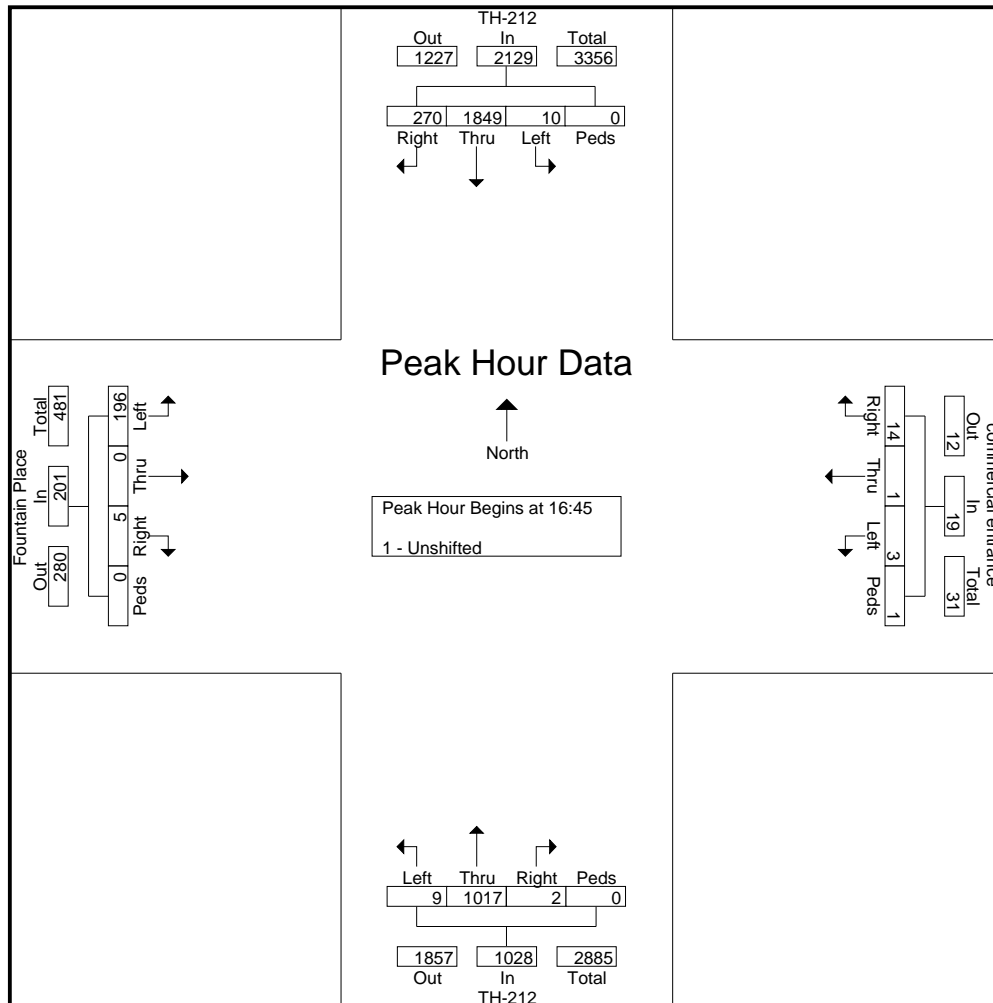 TH-212
Out In Total
1227 2129 3356
270 1849 10 0
Right Thru Left Peds
Peak Hour Data
North
Peak Hour Begins at 16:45
1 - Unshifted
Fountain Place
Total In Out
481 201 280
196 0 5 0
Left Thru Right Peds
Right Thru Left Peds
14 1 3 1
Out In Total
12 19 31
commercial entrance
Left Thru Right Peds
9 1017 2 0
1857 1028 2885
Out In Total
TH-212